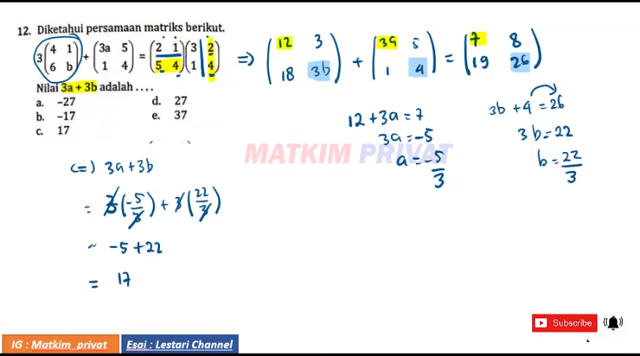 12. Diketahui persamaan matriks berikut.
3(4 1 6 b) + (3a 5 1 4) = (2 1 5 4)(3 2 1 4) => (12 3 18 3b) + (3a 5 1 4) = (7 8 19 26)
Nilai 3a + 3b adalah . . . .
a. −27 d. 27
b. −17 e. 37
c. 17
12 + 3a = 7
3a = -5
a = -5/3
3b + 4 = 26
3b = 22
b = 22/3
MATKIM PRIVAT
(=) 3a + 3b
= 3(-5/3) + 3(22/3)
~ -5 + 22
= 17
Subscribe
IG : Matkim_privat Esai : Lestari Channel